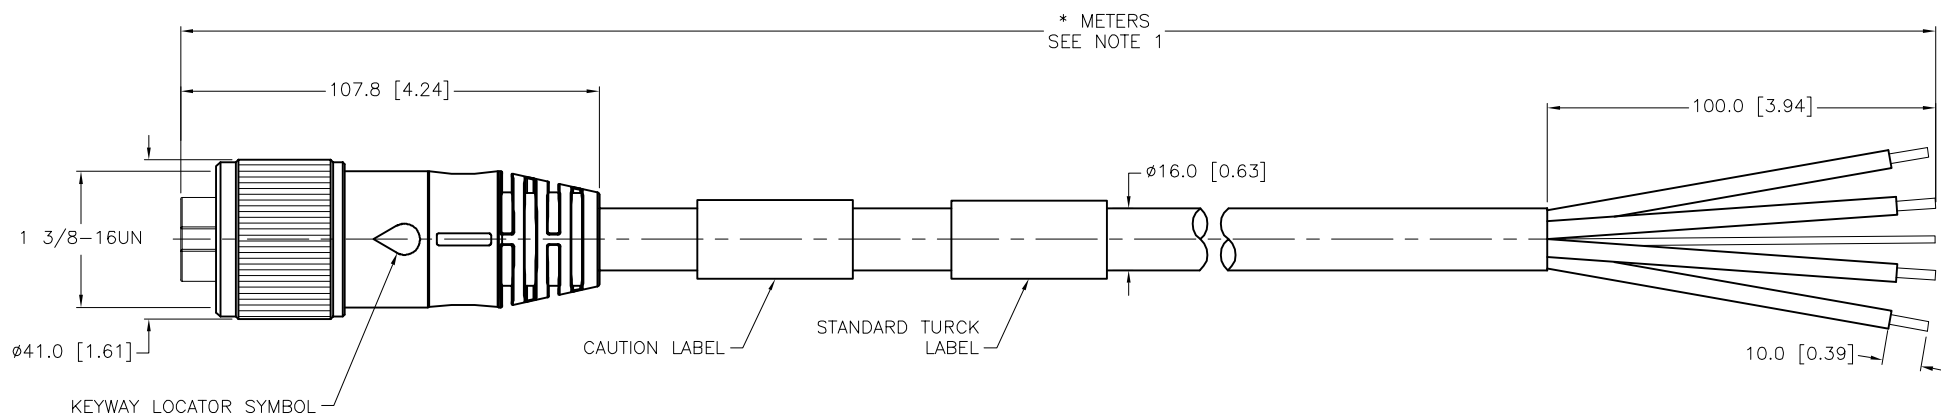 * METERS
SEE NOTE 1
107.8 [4.24]
100.0 [3.94]
ø16.0 [0.63]
1 3/8-16UN
STANDARD TURCK
LABEL
CAUTION LABEL
ø41.0 [1.61]
10.0 [0.39]
KEYWAY LOCATOR SYMBOL